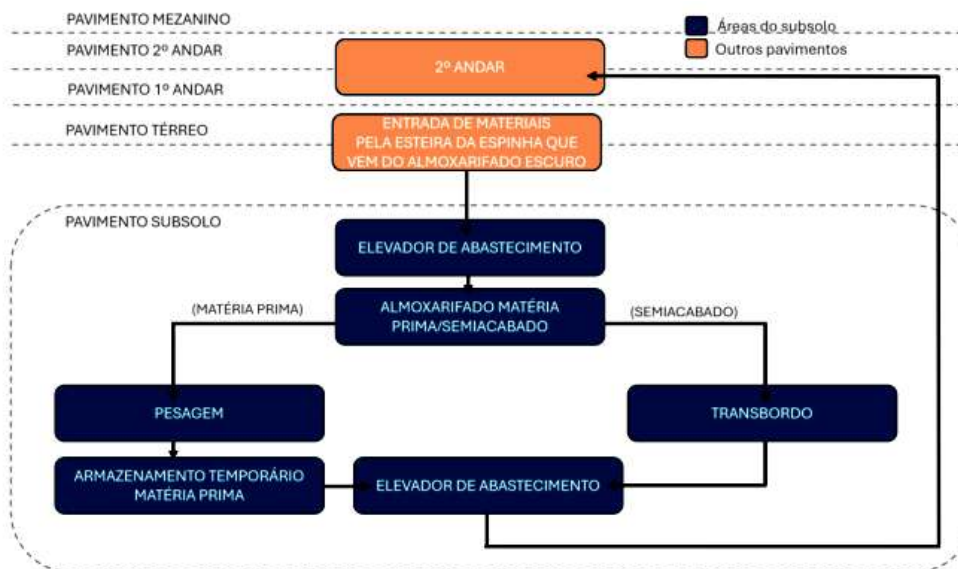 PAVIMENTO MEZANINO
Áreas do subsolo
PAVIMENTO 2º ANDAR
Outros pavimentos
2º ANDAR
PAVIMENTO 1º ANDAR
PAVIMENTO TÉRREO
ENTRADA DE MATERIAIS
PELA ESTEIRA DA ESPINHA QUE
VEM DO ALMOXARIFADO ESCURO
PAVIMENTO SUBSOLO
ELEVADOR DE ABASTECIMENTO
(MATÉRIA PRIMA)
ALMOXARIFADO MATÉRIA
PRIMA/SEMIACABADO
(SEMIACABADO)
PESAGEM
TRANSBORDO
ARMAZENAMENTO TEMPORÁRIO
MATÉRIA PRIMA
ELEVADOR DE ABASTECIMENTO